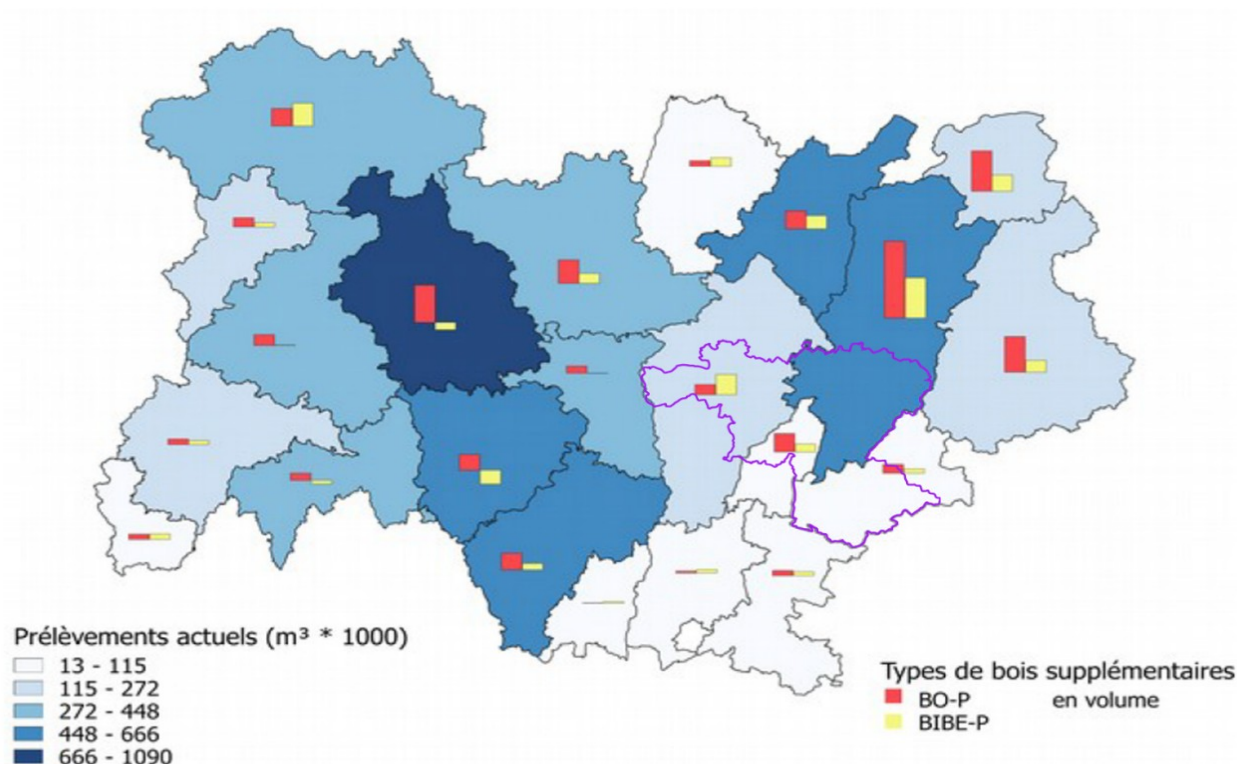 Prélèvements actuels (m³ * 1000)
13 - 115
115 - 272
272 - 448
448 - 666
666 - 1090
Types de bois supplémentaires
BO-P en volume
BIBE-P